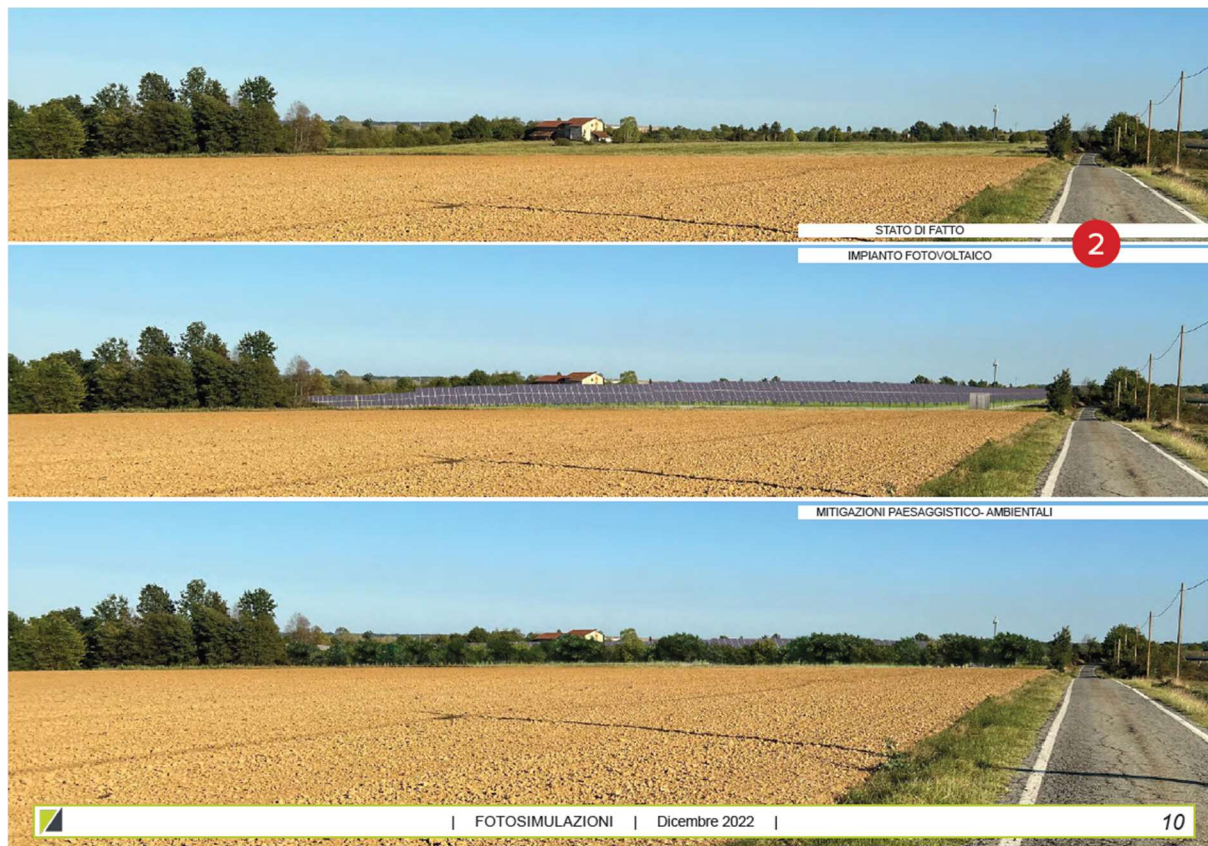 STATO DI FATTO
2
IMPIANTO FOTOVOLTAICO
MITIGAZIONI PAESAGGISTICO- AMBIENTALI
| FOTOSIMULAZIONI | Dicembre 2022 | 10